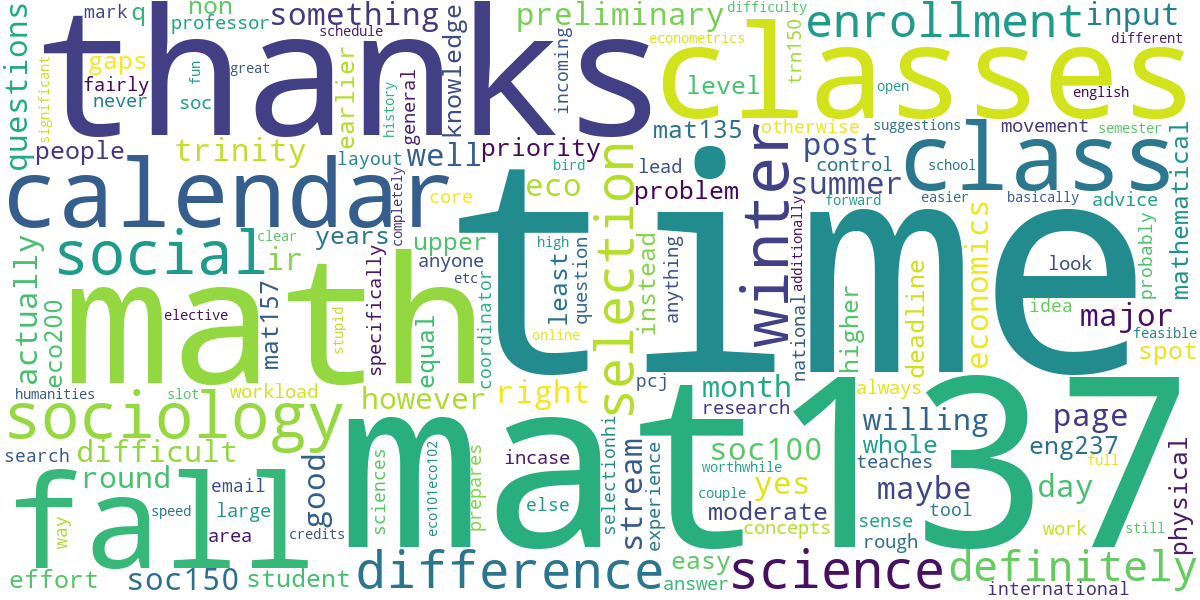 questions
mark
q
non
professor
something
schedule
preliminary
difficulty
enrollment
input
thanks
classes
econometrics
trn150
different
significant
gaps
fairly
never
fun
soc
great
earlier
history
general
knowledge
incoming
level
open
english
people
trinity
layout
well
priority
mat135
otherwise
suggestions
movement
semester
calendar
completely
core
bird
eco
selection
lead
problem
winter
post
control
summer
class
school
forward
easier
basically
advice
mathematical
time
social
clear
ir
years
upper
anyone
etc
high
least
question
instead
anything
additionally
national
higher
deadline
economics
look
probably
idea
major
feasible
spot
actually
eco200
math
elective
mat157
stupid
specifically
equal
coordinator
online
humanities
slot
workload
however
right
pcj
month
research
always
sociology
mat137
willing
page
search
difficult
round
fall
way
email
speed
large
area
good
credits
sciences
eco101eco102
prepares
incase
else
selectionhi
stream
experience
soc100
worthwhile
couple
yes
moderate
concepts
whole
teaches
maybe
sense
rough
tool
eng237
full
day
work
still
physical
effort
soc150
student
difference
easy
answer
science
definitely
international